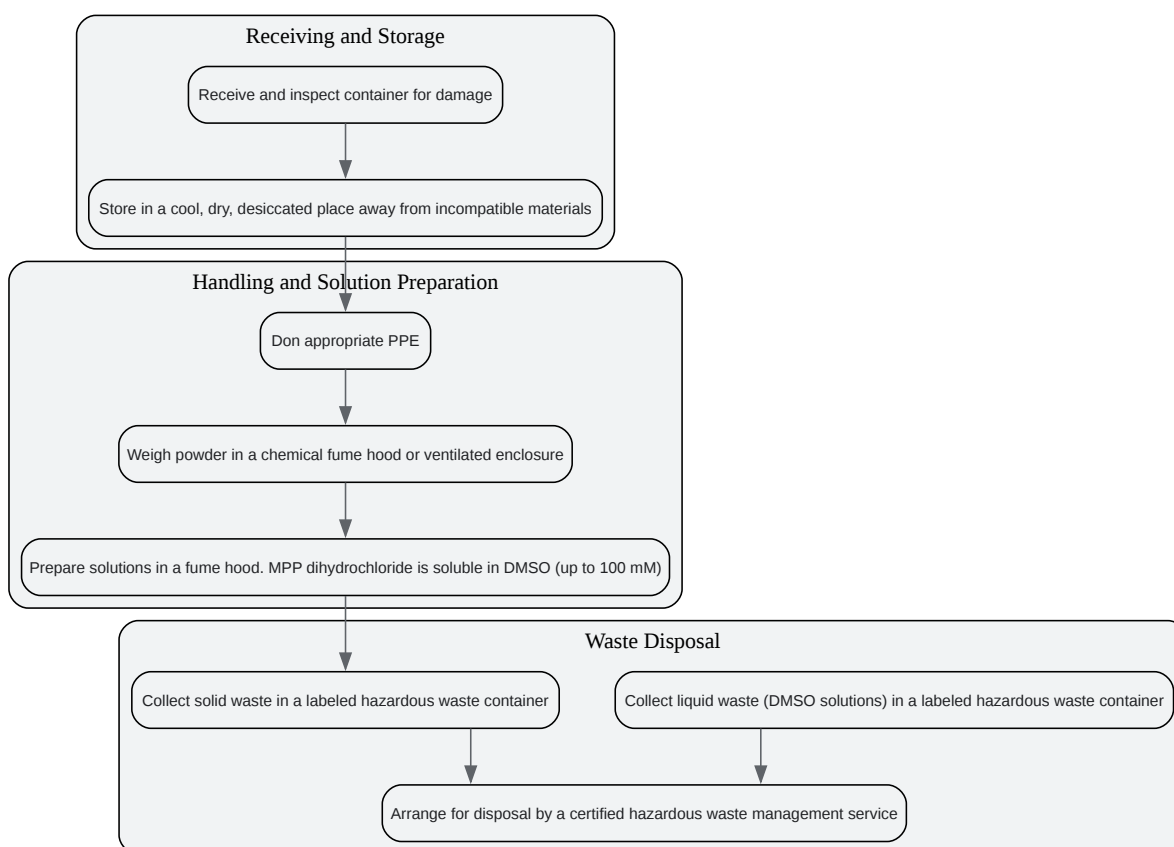 Receiving and Storage
Receive and inspect container for damage
Store in a cool, dry, desiccated place away from incompatible materials
Handling and Solution Preparation
Don appropriate PPE
Weigh powder in a chemical fume hood or ventilated enclosure
Prepare solutions in a fume hood. MPP dihydrochloride is soluble in DMSO (up to 100 mM)
Waste Disposal
Collect solid waste in a labeled hazardous waste container
Collect liquid waste (DMSO solutions) in a labeled hazardous waste container
Arrange for disposal by a certified hazardous waste management service